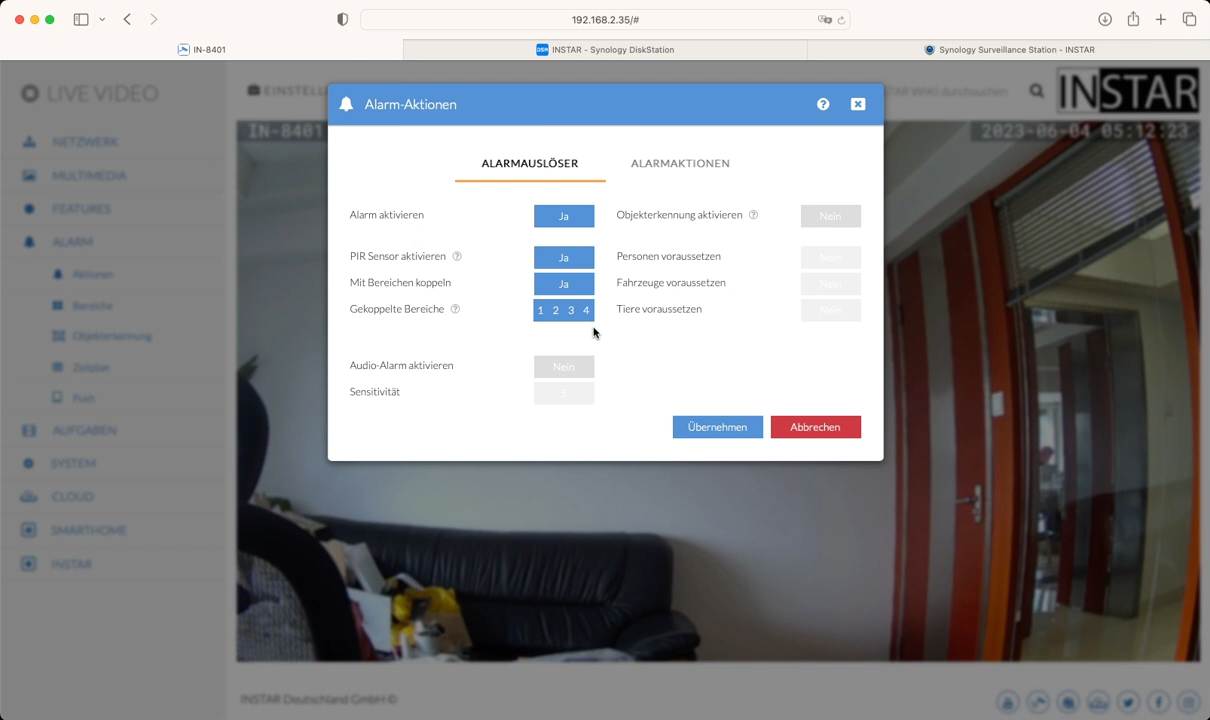 192.168.2.35/#
IN-8401
INSTAR - Synology DiskStation
Synology Surveillance Station - INSTAR
LIVE VIDEO
INSTAR
IN-8401
2023-06-04 05:12:23
NETZWERK
MULTIMEDIA
FEATURES
ALARM
Aktionen
Bereiche
Objekterkennung
Zeitplan
Push
AUFGABEN
SYSTEM
CLOUD
SMARTHOME
INSTAR
Alarm-Aktionen
ALARMAUSLÖSER
ALARMAKTIONEN
Alarm aktivieren
Ja
Objekterkennung aktivieren
Nein
PIR Sensor aktivieren
Ja
Personen voraussetzen
Nein
Mit Bereichen koppeln
Ja
Fahrzeuge voraussetzen
Nein
Gekoppelte Bereiche
1 2 3 4
Tiere voraussetzen
Nein
Audio-Alarm aktivieren
Nein
Sensitivität
Übernehmen
Abbrechen
INSTAR Deutschland GmbH ©